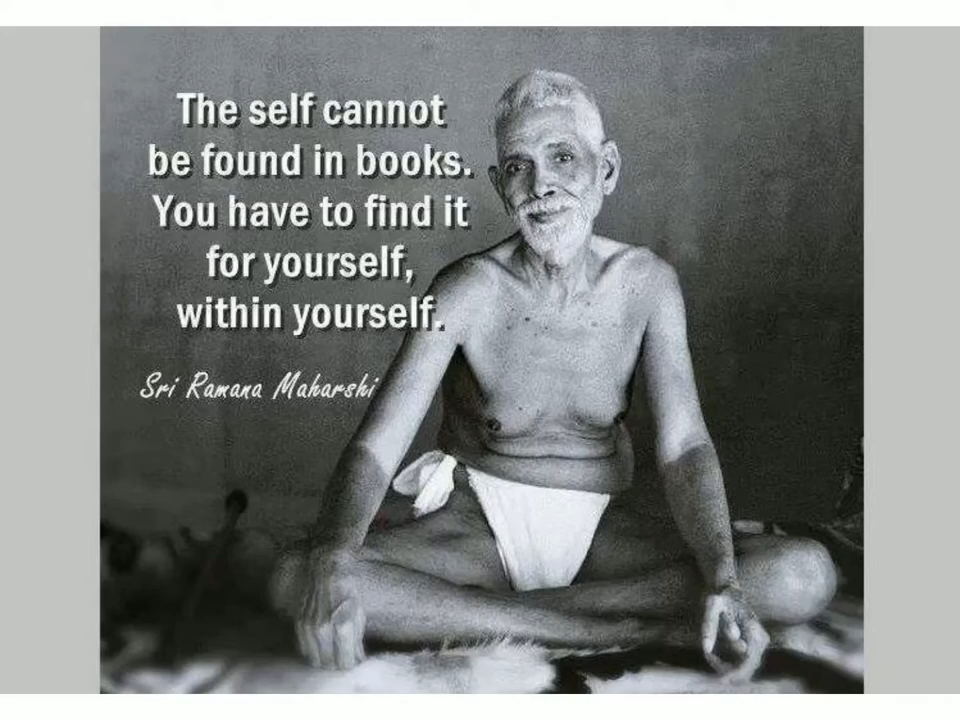 The self cannot
be found in books.
You have to find it
for yourself,
within yourself.
Sri Ramana Maharshi